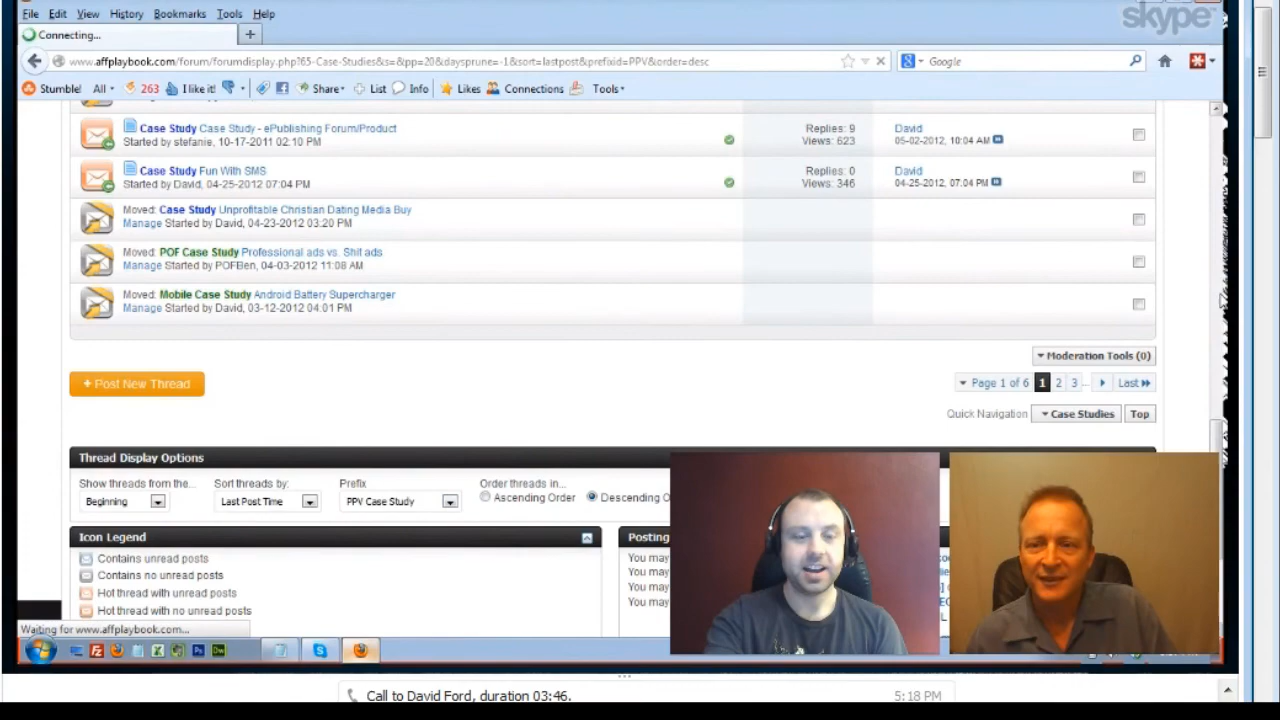 File Edit View History Bookmarks Tools Help
skype™
Connecting...
www.affplaybook.com/forum/forumdisplay.php?65-Case-Studies&s=&pp=20&daysprune=-1&sort=lastpost&prefixid=PPV&order=desc
Google
Stumble! All 263 I like it! Share List Info Likes Connections Tools
Case Study Case Study - ePublishing Forum/Product
Started by stefanie, 10-17-2011 02:10 PM
Replies: 9
Views: 623
David
05-02-2012, 10:04 AM
Case Study Fun With SMS
Started by David, 04-25-2012 07:04 PM
Replies: 0
Views: 346
David
04-25-2012, 07:04 PM
Moved: Case Study Unprofitable Christian Dating Media Buy
Manage Started by David, 04-23-2012 03:20 PM
Moved: POF Case Study Professional ads vs. Shit ads
Manage Started by POFBen, 04-03-2012 11:08 AM
Moved: Mobile Case Study Android Battery Supercharger
Manage Started by David, 03-12-2012 04:01 PM
Moderation Tools (0)
+ Post New Thread
Page 1 of 6 1 2 3 ... Last
Quick Navigation Case Studies Top
Thread Display Options
Show threads from the...
Beginning
Sort threads by:
Last Post Time
Prefix
PPV Case Study
Order threads in...
Ascending Order Descending O
Icon Legend
Contains unread posts
Contains no unread posts
Hot thread with unread posts
Hot thread with no unread posts
Posting
You may
You may
You may
You may
Waiting for www.affplaybook.com...
Call to David Ford, duration 03:46.
5:18 PM